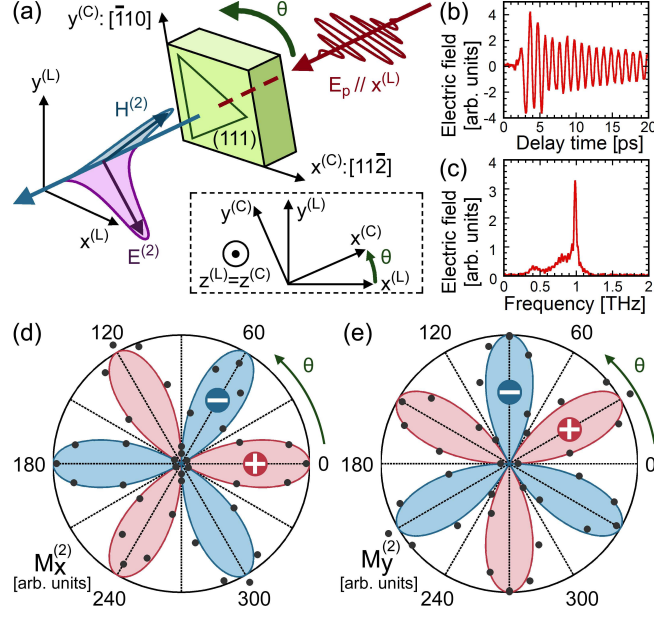 (a)
y(C): [1̄10]
θ
y(L)
H(2)
Eₚ // x(L)
(111)
x(C):[112̄]
x(L)
E(2)
y(C)
y(L)
x(C)
θ
z(L)=z(C)
x(L)
(b)
Electric field
[arb. units]
4
2
0
-2
-4
0 5 10 15 20
Delay time [ps]
(c)
Electric field
[arb. units]
4
3
2
1
0
0 0.5 1 1.5 2
Frequency [THz]
(d)
120 60
θ
−
+
180 0
Mx(2)
[arb. units]
240 300
(e)
120 60
θ
−
+
180 0
My(2)
[arb. units]
240 300